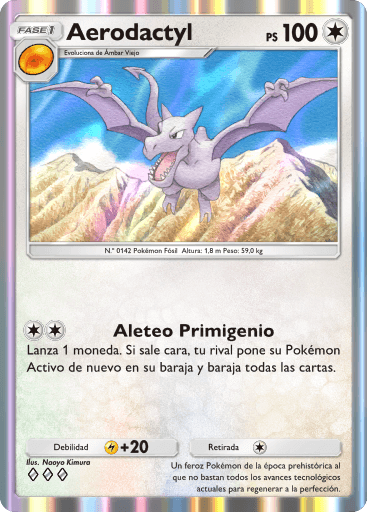 FASE 1
Aerodactyl
PS 100
Evoluciona de Ámbar Viejo
N.º 0142 Pokémon Fósil Altura: 1,8 m Peso: 59,0 kg
Aleteo Primigenio
Lanza 1 moneda. Si sale cara, tu rival pone su Pokémon
Activo de nuevo en su baraja y baraja todas las cartas.
Debilidad +20 Retirada
Ilus. Naoyo Kimura
Un feroz Pokémon de la época prehistórica al
que no bastan todos los avances tecnológicos
actuales para regenerar a la perfección.